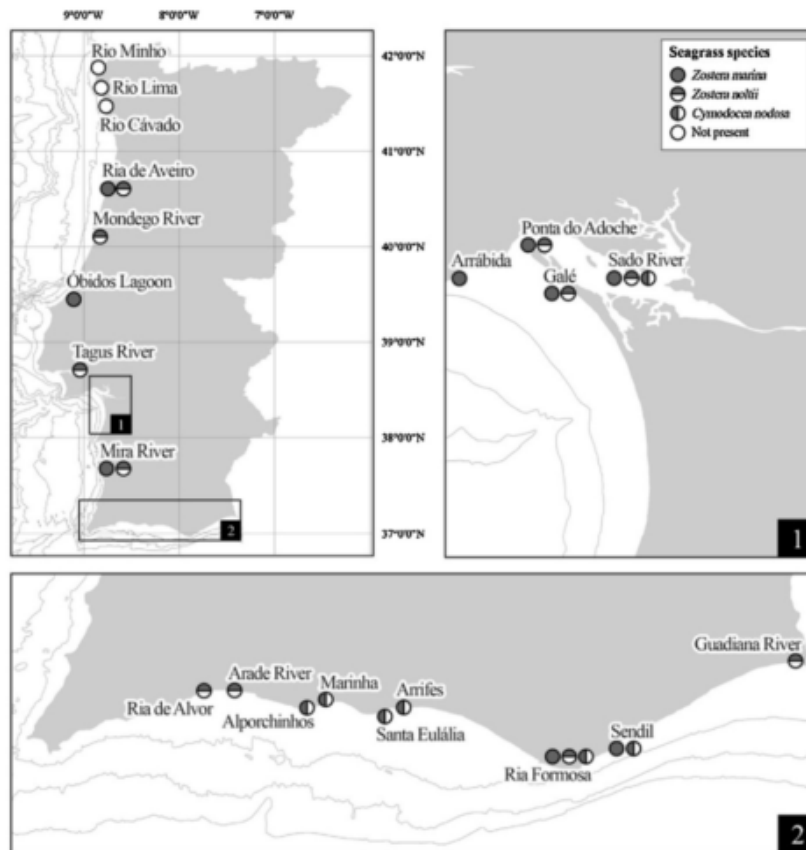 9°0'0"W 8°0'0"W 7°0'0"W
Rio Minho
Rio Lima
Rio Cávado
Ria de Aveiro
Mondego River
Óbidos Lagoon
Tagus River
1
Mira River
2
42°0'0"N
41°0'0"N
40°0'0"N
39°0'0"N
38°0'0"N
37°0'0"N
Seagrass species
Zostera marina
Zostera noltii
Cymodocea nodosa
Not present
Ponta do Adoche
Arrábida
Galé
Sado River
1
Guadiana River
Arade River
Marinha
Arrifes
Ria de Alvor
Alporchinhos
Santa Eulália
Sendil
Ria Formosa
2